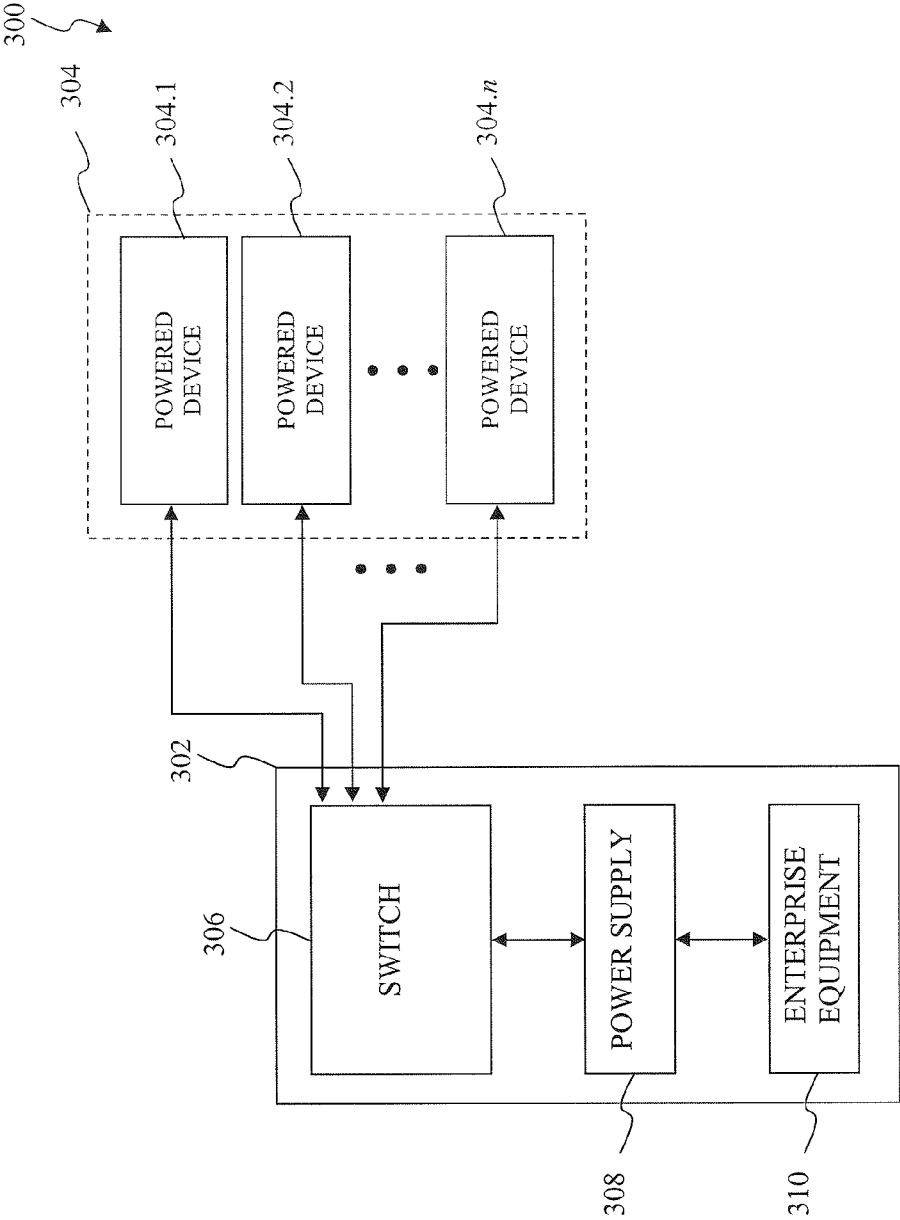 300
304
302
304.1
POWERED
DEVICE
306
304.2
POWERED
DEVICE
SWITCH
304.n
POWERED
DEVICE
308
POWER SUPPLY
310
ENTERPRISE
EQUIPMENT